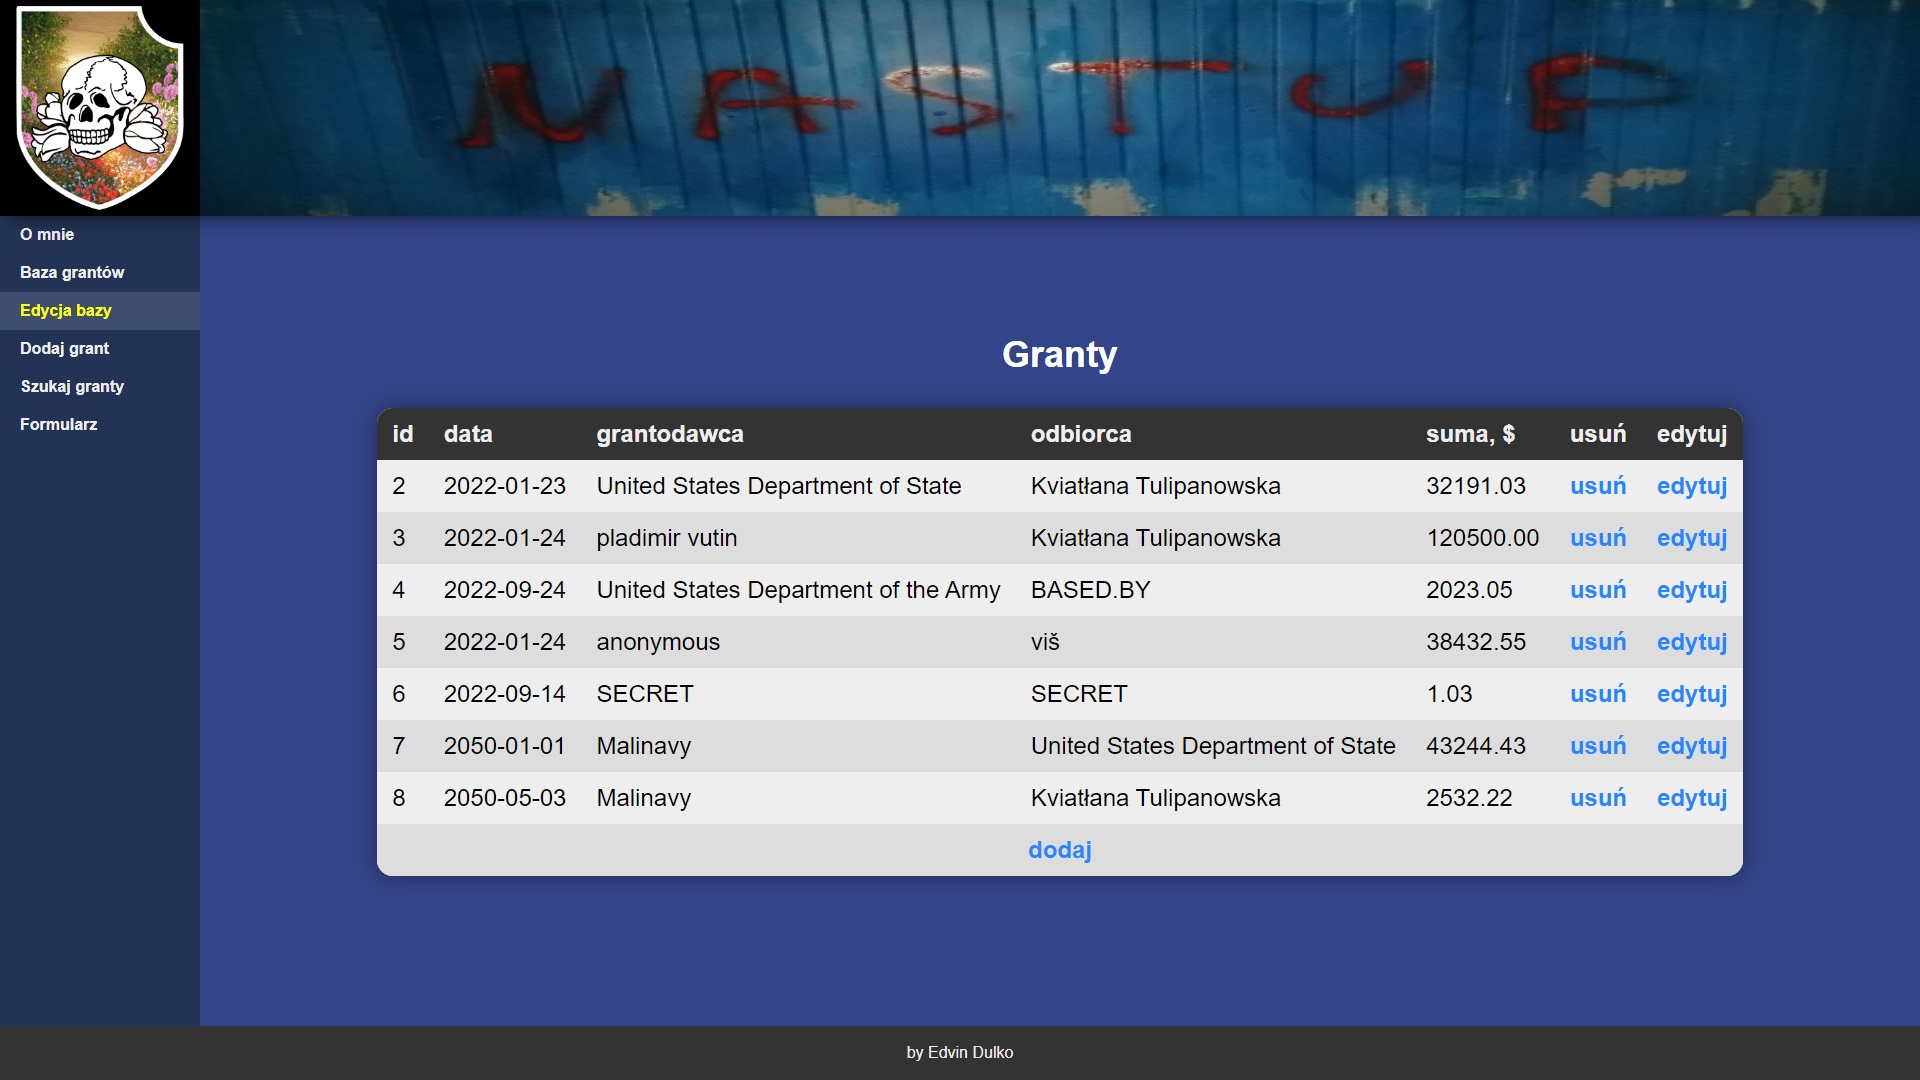 NASTUP
O mnie
Baza grantów
Edycja bazy
Dodaj grant
Szukaj granty
Formularz
Granty
id data grantodawca odbiorca suma, $ usuń edytuj
2 2022-01-23 United States Department of State Kviatłana Tulipanowska 32191.03 usuń edytuj
3 2022-01-24 pladimir vutin Kviatłana Tulipanowska 120500.00 usuń edytuj
4 2022-09-24 United States Department of the Army BASED.BY 2023.05 usuń edytuj
5 2022-01-24 anonymous viš 38432.55 usuń edytuj
6 2022-09-14 SECRET SECRET 1.03 usuń edytuj
7 2050-01-01 Malinavy United States Department of State 43244.43 usuń edytuj
8 2050-05-03 Malinavy Kviatłana Tulipanowska 2532.22 usuń edytuj
dodaj
by Edvin Dulko